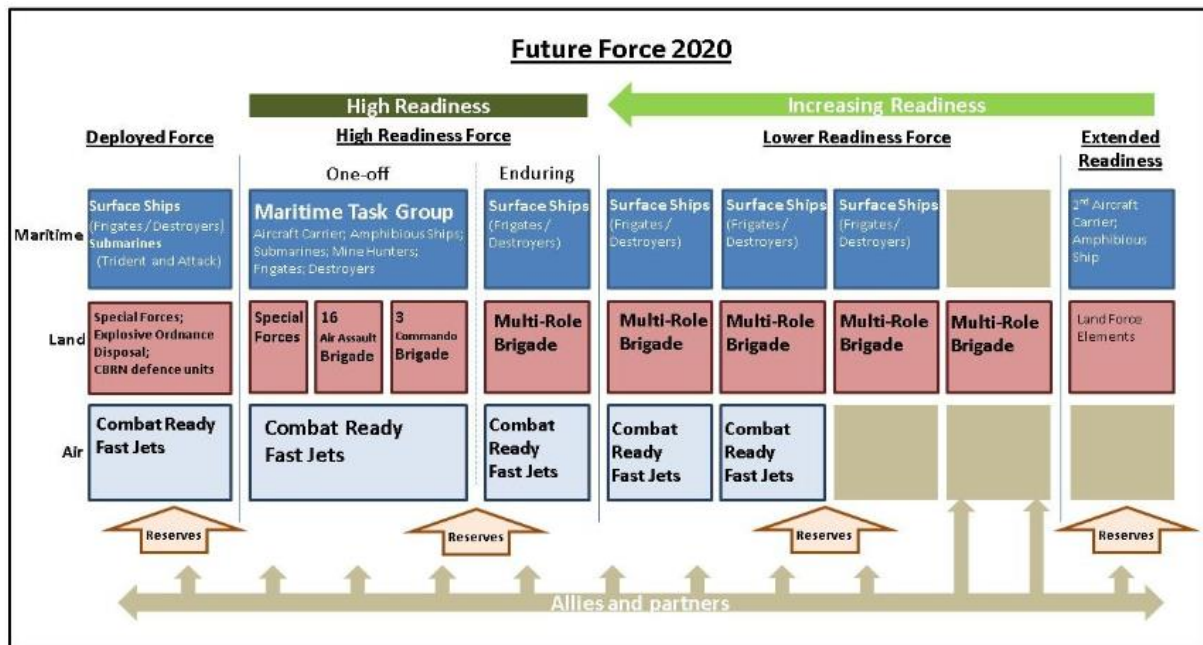 Future Force 2020
High Readiness
Increasing Readiness
Deployed Force
High Readiness Force
Lower Readiness Force
Extended
Readiness
One-off
Enduring
Maritime
Surface Ships
(Frigates / Destroyers)
Submarines
(Trident and Attack)
Maritime Task Group
Aircraft Carrier; Amphibious Ships;
Submarines; Mine Hunters;
Frigates; Destroyers
Surface Ships
(Frigates /
Destroyers)
Surface Ships
(Frigates /
Destroyers)
Surface Ships
(Frigates /
Destroyers)
Surface Ships
(Frigates /
Destroyers)
2nd Aircraft
Carrier;
Amphibious
Ship
Land
Special Forces;
Explosive Ordnance
Disposal;
CBRN defence units
Special
Forces
16
Air Assault
Brigade
3
Commando
Brigade
Multi-Role
Brigade
Multi-Role
Brigade
Multi-Role
Brigade
Multi-Role
Brigade
Multi-Role
Brigade
Land Force
Elements
Air
Combat Ready
Fast Jets
Combat Ready
Fast Jets
Combat
Ready
Fast Jets
Combat
Ready
Fast Jets
Combat
Ready
Fast Jets
Reserves
Reserves
Reserves
Reserves
Allies and partners